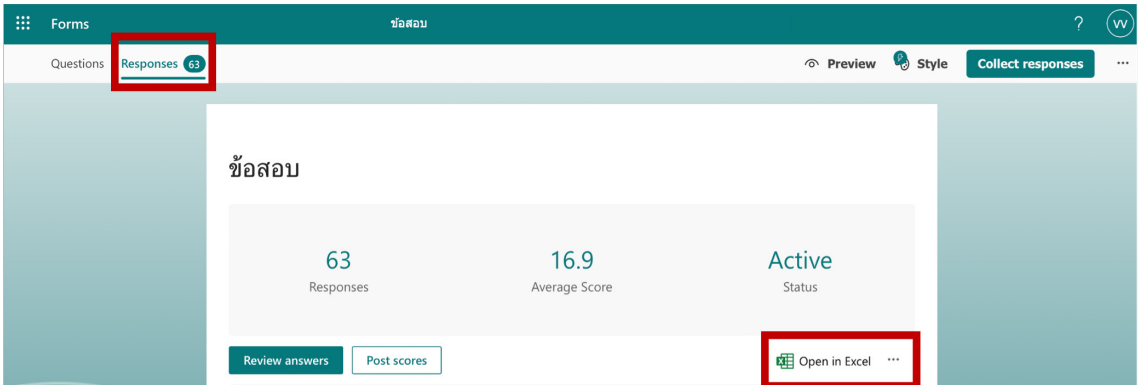 Forms ข้อสอบ ? VV
Questions Responses 63 Preview Style Collect responses ...
ข้อสอบ
63 16.9 Active
Responses Average Score Status
Review answers Post scores Open in Excel ...